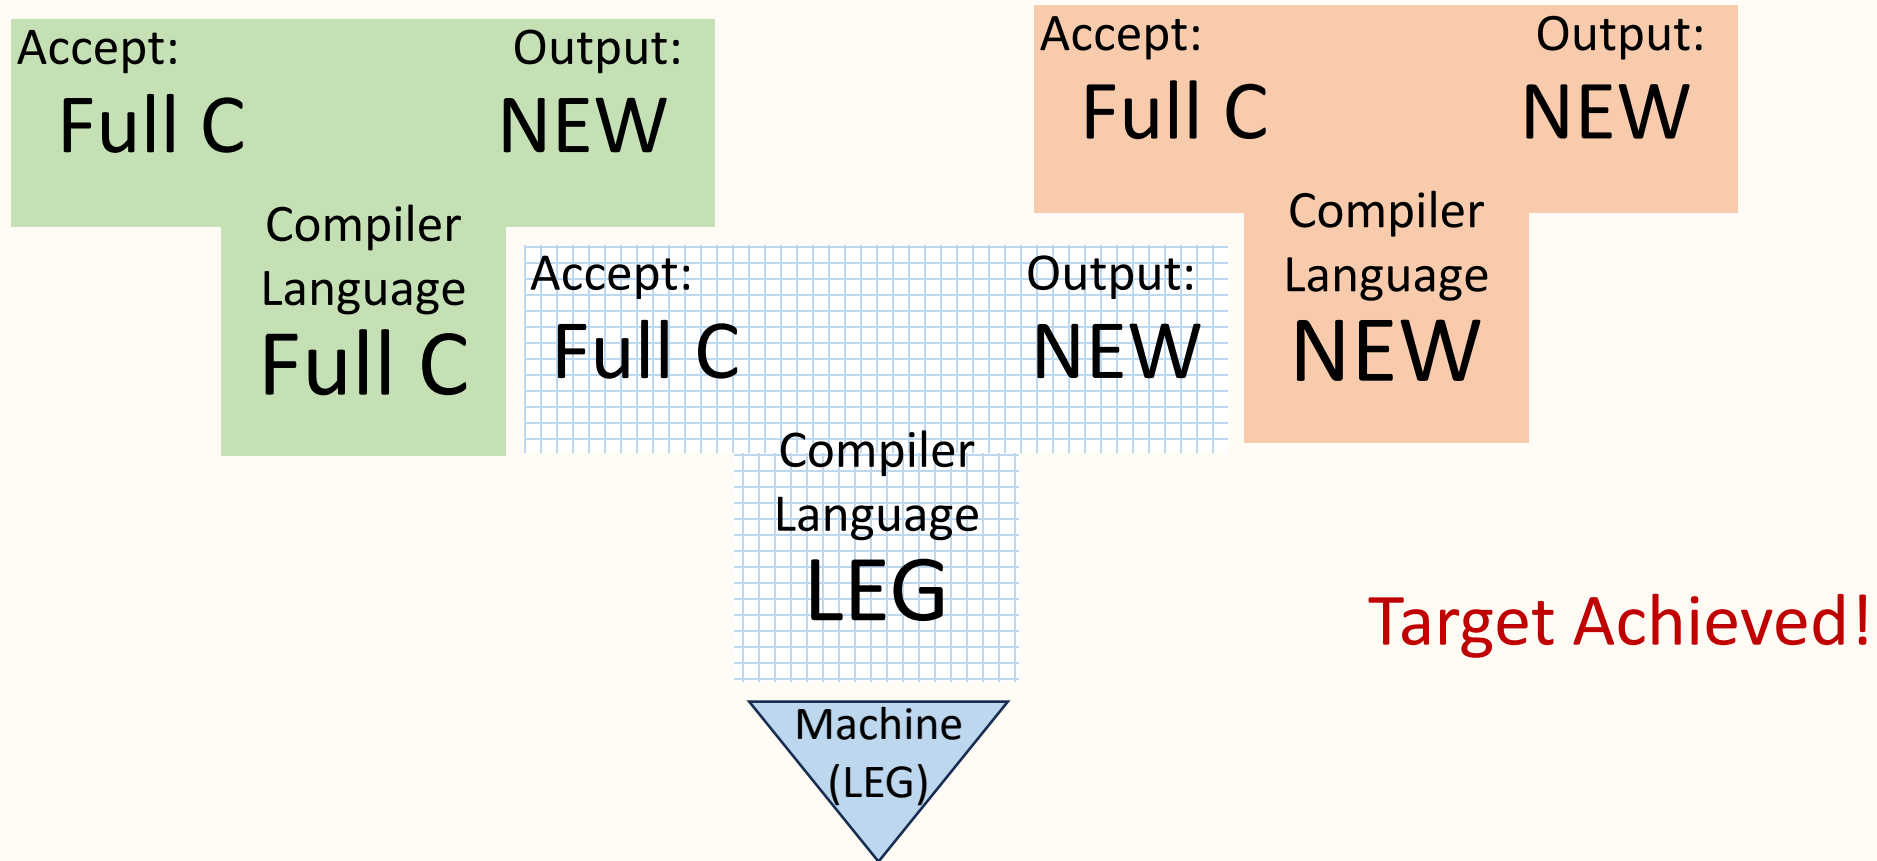 Accept: Output:
Full C NEW
Compiler
Language
Full C
Accept: Output:
Full C NEW
Compiler
Language
LEG
Machine
(LEG)
Accept: Output:
Full C NEW
Compiler
Language
NEW
Target Achieved!